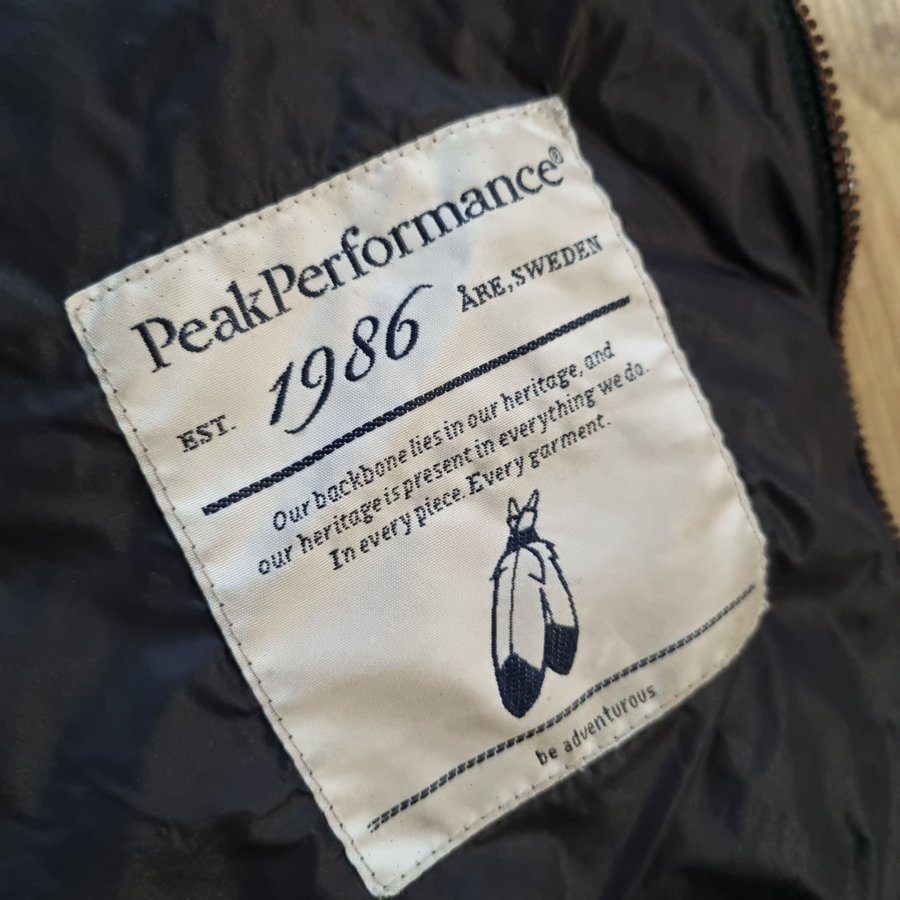 PeakPerformance®
EST. 1986 ÅRE, SWEDEN
Our backbone lies in our heritage, and
our heritage is present in everything we do.
In every piece. Every garment.
be adventurous